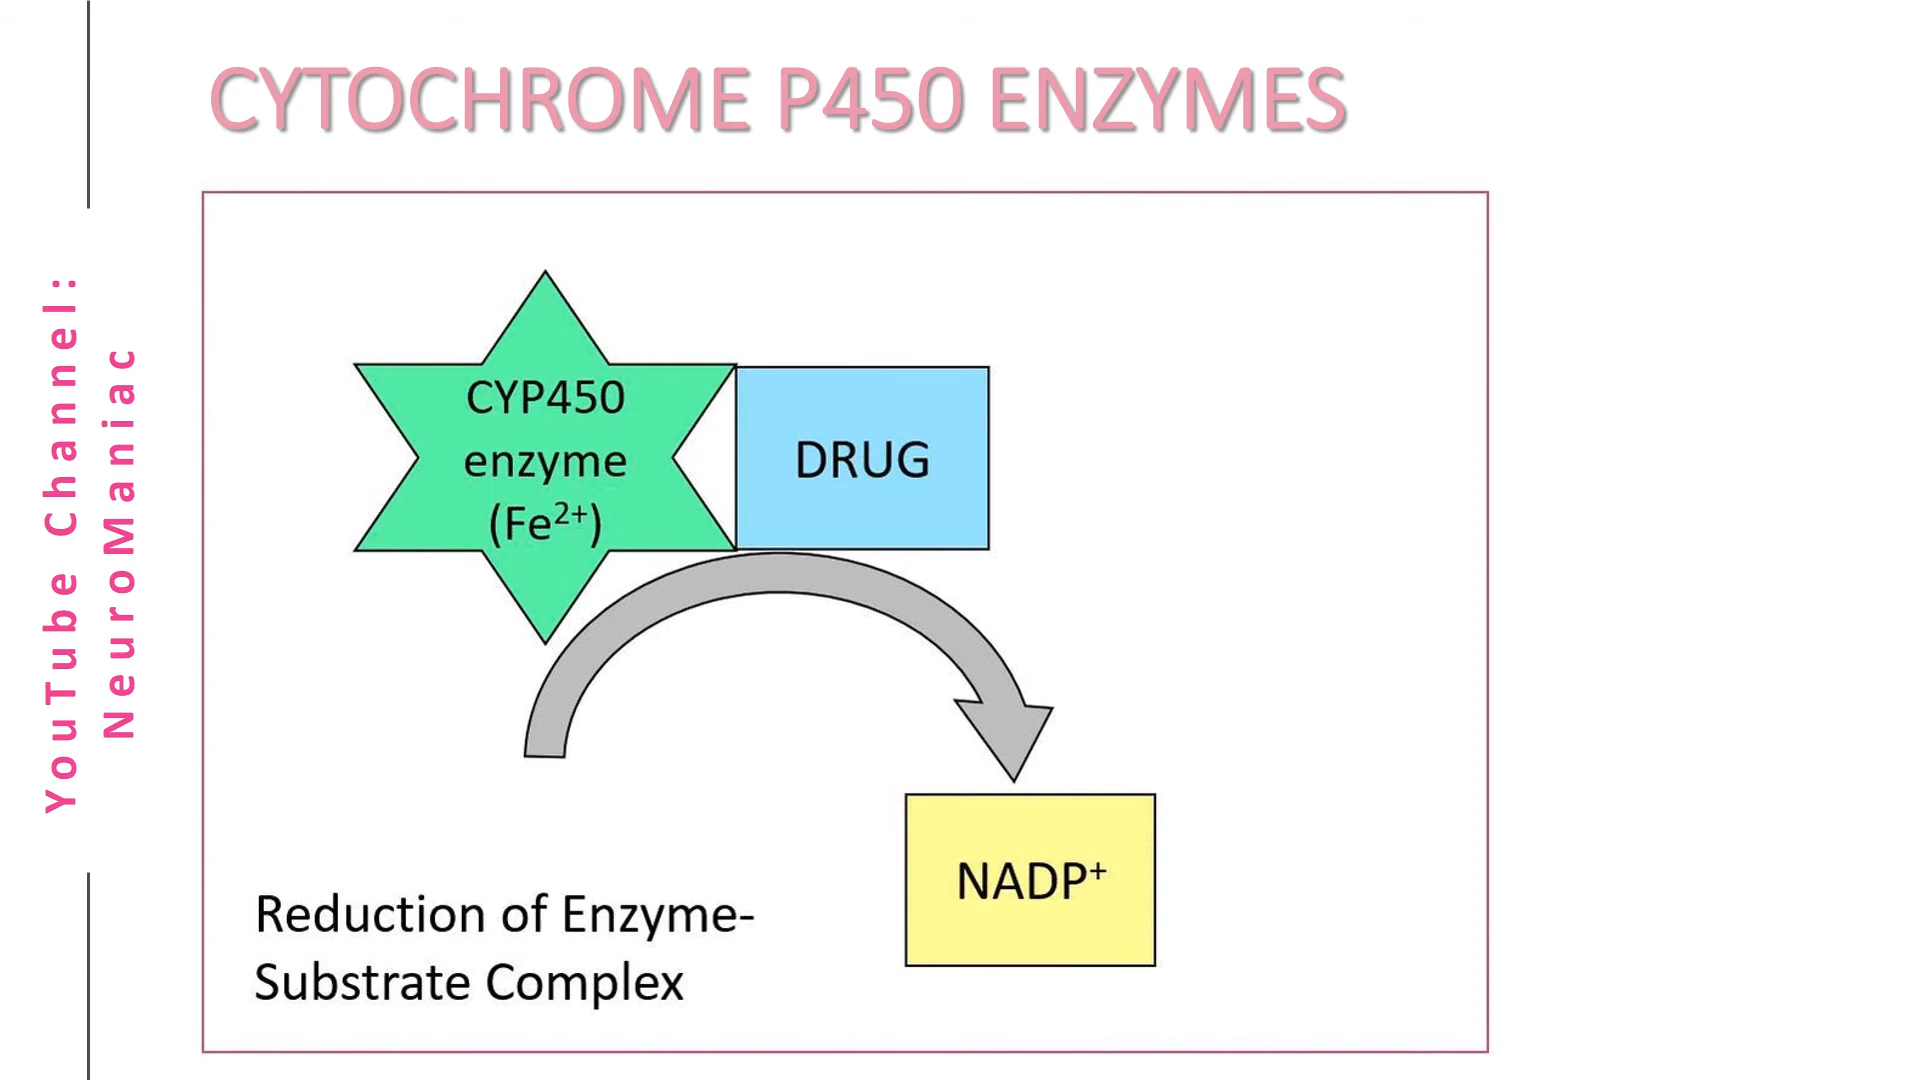 CYTOCHROME P450 ENZYMES
YouTube Channel:
NeuroManiac
CYP450
enzyme
(Fe²⁺)
DRUG
NADP⁺
Reduction of Enzyme-
Substrate Complex